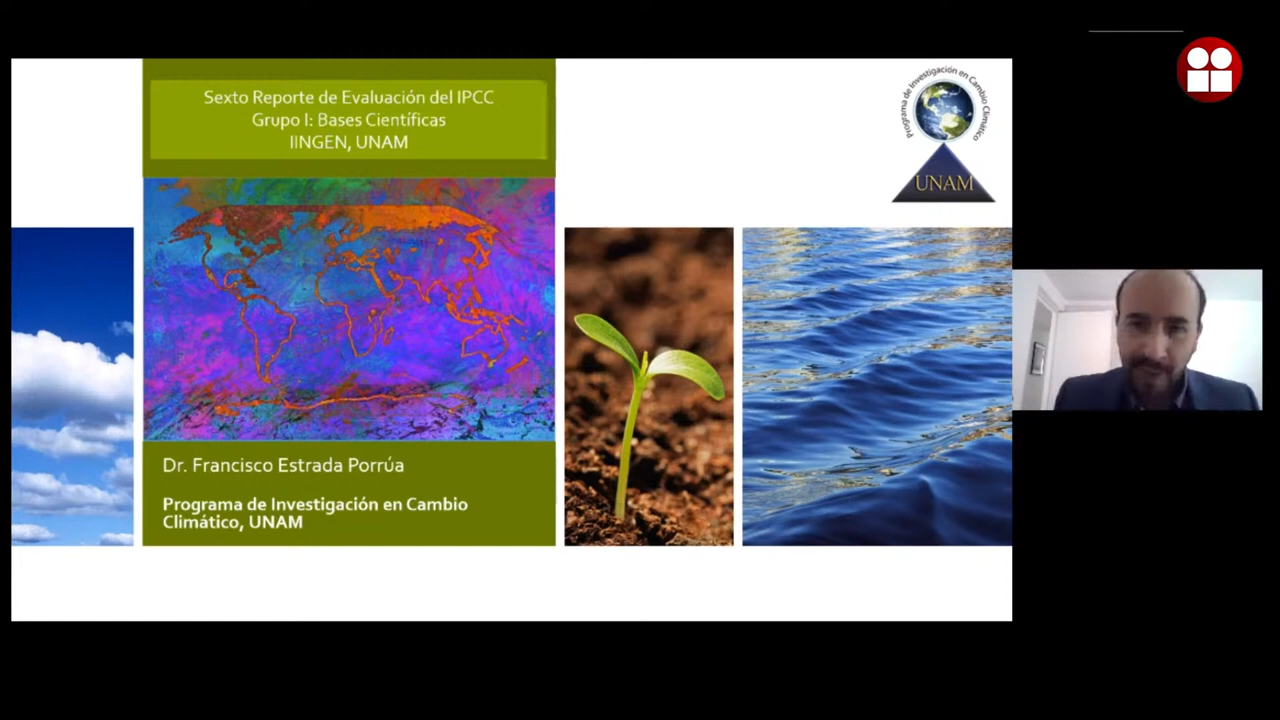 Sexto Reporte de Evaluación del IPCC
Grupo I: Bases Científicas
IINGEN, UNAM
Programa de Investigación en Cambio Climático
UNAM
Dr. Francisco Estrada Porrúa
Programa de Investigación en Cambio
Climático, UNAM